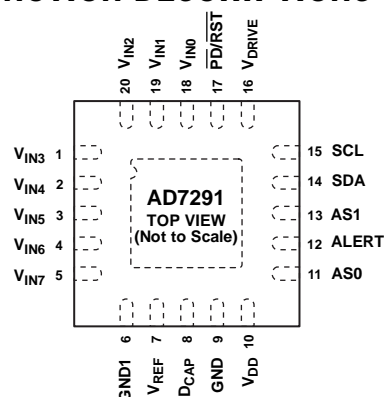 20 VIN2
19 VIN1
18 VIN0
17 PD/RST
16 VDRIVE
VIN3 1
VIN4 2
VIN5 3
VIN6 4
VIN7 5
AD7291
TOP VIEW
(Not to Scale)
15 SCL
14 SDA
13 AS1
12 ALERT
11 AS0
GND1 6
VREF 7
DCAP 8
GND 9
VDD 10